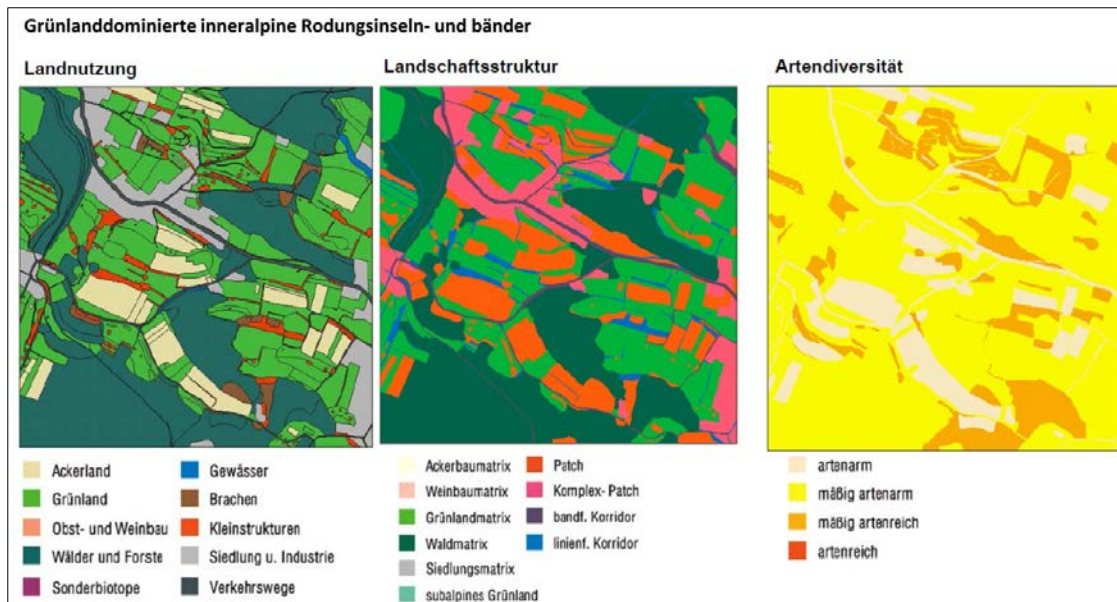 Grünlanddominierte inneralpine Rodungsinseln- und bänder
Landnutzung
Landschaftsstruktur
Artendiversität
Ackerland
Gewässer
Grünland
Brachen
Obst- und Weinbau
Kleinstrukturen
Wälder und Forste
Siedlung u. Industrie
Sonderbiotope
Verkehrswege
Ackerbaumatrix
Patch
Weinbaumatrix
Komplex- Patch
Grünlandmatrix
bandf. Korridor
Waldmatrix
linienf. Korridor
Siedlungsmatrix
subalpines Grünland
artenarm
mäßig artenarm
mäßig artenreich
artenreich